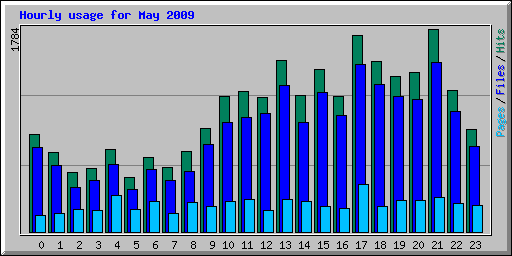 Hourly usage for May 2009
1784
Pages/Files/Hits
0 1 2 3 4 5 6 7 8 9 10 11 12 13 14 15 16 17 18 19 20 21 22 23